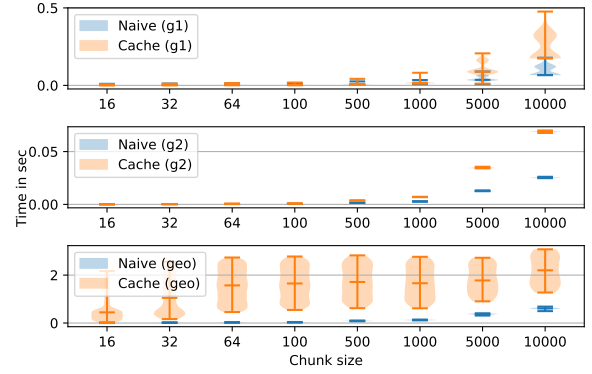 0.5
0.0
Naive (g1)
Cache (g1)
16 32 64 100 500 1000 5000 10000
Time in sec
0.05
0.00
Naive (g2)
Cache (g2)
16 32 64 100 500 1000 5000 10000
2
0
Naive (geo)
Cache (geo)
16 32 64 100 500 1000 5000 10000
Chunk size